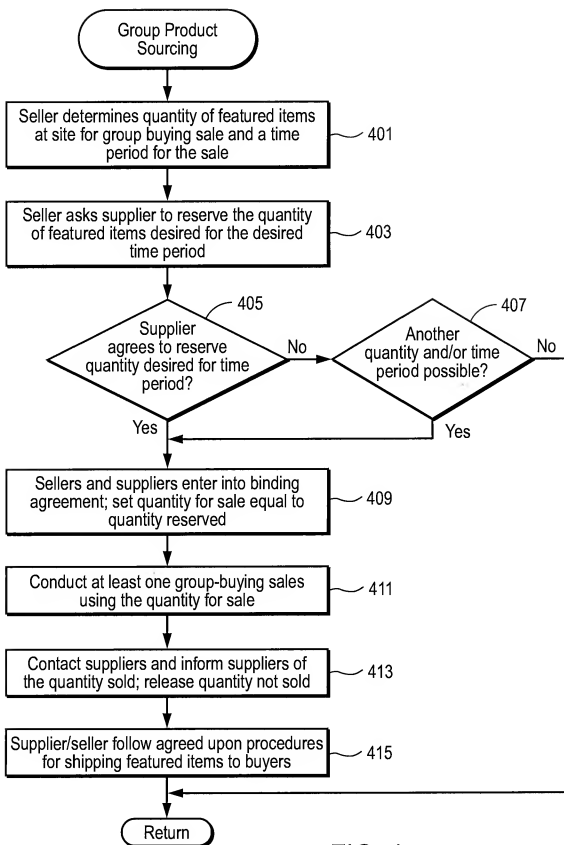 Group Product
Sourcing
Seller determines quantity of featured items
at site for group buying sale and a time
period for the sale
401
Seller asks supplier to reserve the quantity
of featured items desired for the desired
time period
403
405
Supplier
agrees to reserve
quantity desired for time
period?
No
407
Another
quantity and/or time
period possible?
No
Yes
Yes
Sellers and suppliers enter into binding
agreement; set quantity for sale equal to
quantity reserved
409
Conduct at least one group-buying sales
using the quantity for sale
411
Contact suppliers and inform suppliers of
the quantity sold; release quantity not sold
413
Supplier/seller follow agreed upon procedures
for shipping featured items to buyers
415
Return